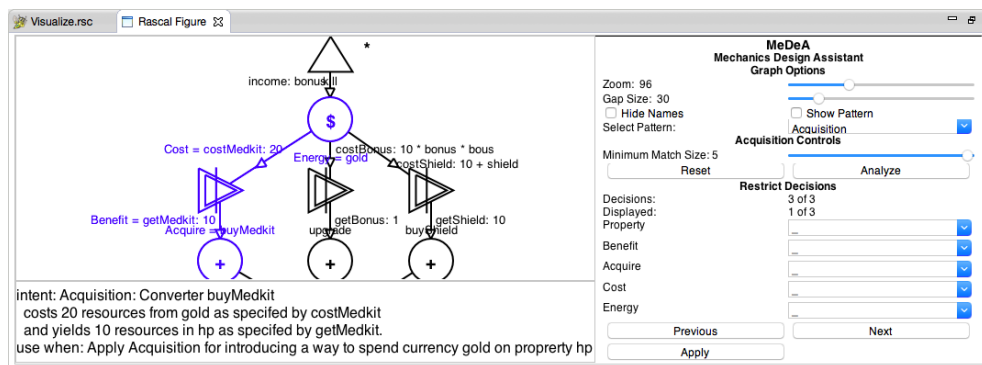 Visualize.rsc
Rascal Figure
*
income: bonus
$
Cost = costMedkit: 20
costBonus: 10 * bonus * bous
Energy = gold
costShield: 10 + shield
Benefit = getMedkit: 10
getBonus: 1
getShield: 10
Acquire = buyMedkit
upgrade
buyShield
+
+
+
intent: Acquisition: Converter buyMedkit
costs 20 resources from gold as specifed by costMedkit
and yields 10 resources in hp as specifed by getMedkit.
use when: Apply Acquisition for introducing a way to spend currency gold on proprerty hp
MeDeA
Mechanics Design Assistant
Graph Options
Zoom: 96
Gap Size: 30
Hide Names
Show Pattern
Select Pattern:
Acquisition
Acquisition Controls
Minimum Match Size: 5
Reset
Analyze
Restrict Decisions
Decisions:
3 of 3
Displayed:
1 of 3
Property
_
Benefit
_
Acquire
_
Cost
_
Energy
_
Previous
Next
Apply